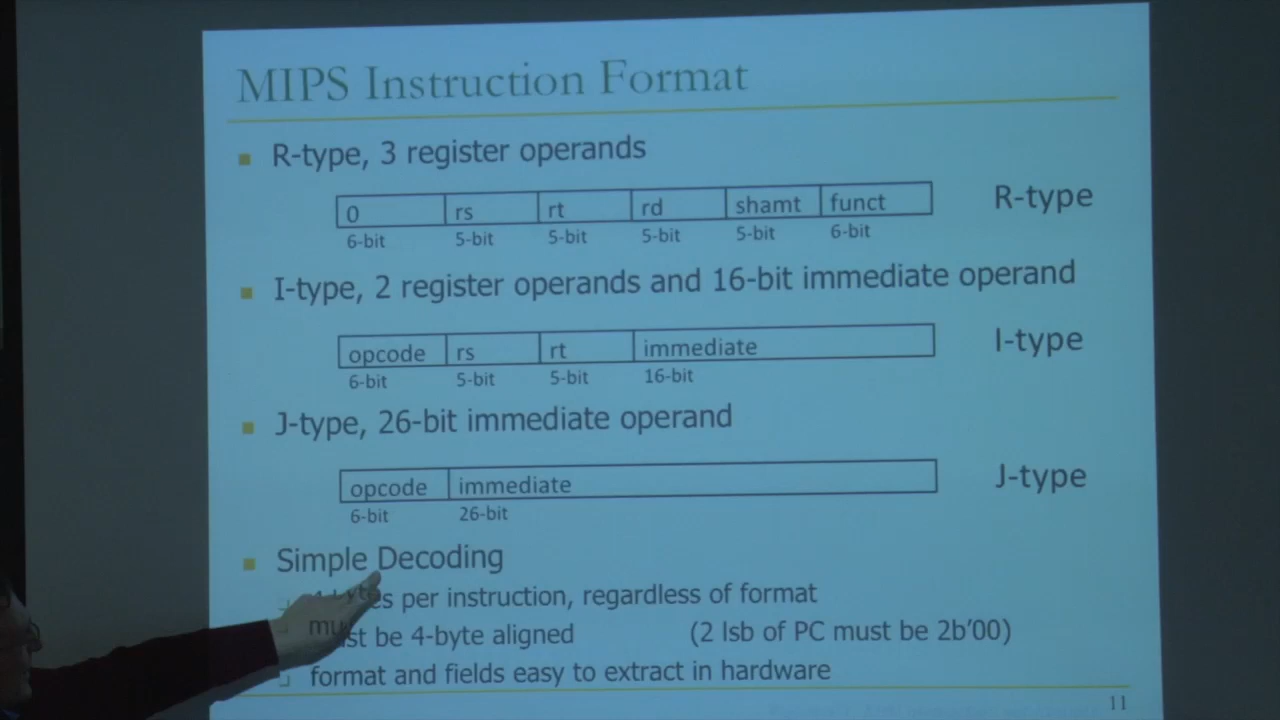 MIPS Instruction Format
R-type, 3 register operands
0 rs rt rd shamt funct R-type
6-bit 5-bit 5-bit 5-bit 5-bit 6-bit
I-type, 2 register operands and 16-bit immediate operand
opcode rs rt immediate I-type
6-bit 5-bit 5-bit 16-bit
J-type, 26-bit immediate operand
opcode immediate J-type
6-bit 26-bit
Simple Decoding
4 bytes per instruction, regardless of format
must be 4-byte aligned (2 lsb of PC must be 2b’00)
format and fields easy to extract in hardware
11